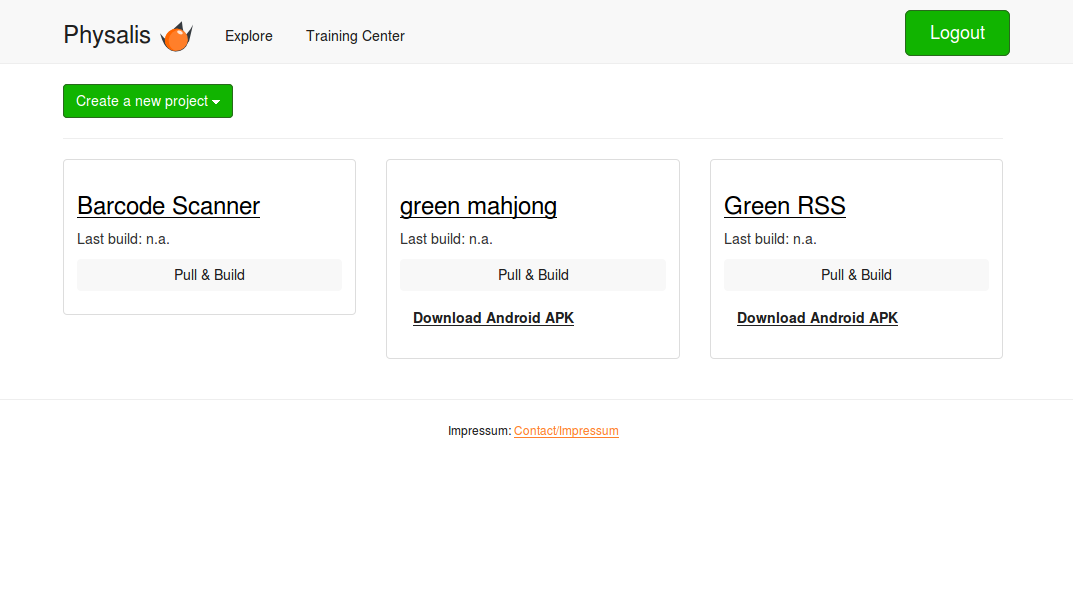 Physalis Explore Training Center Logout
Create a new project
Barcode Scanner
Last build: n.a.
Pull & Build
green mahjong
Last build: n.a.
Pull & Build
Download Android APK
Green RSS
Last build: n.a.
Pull & Build
Download Android APK
Impressum: Contact/Impressum